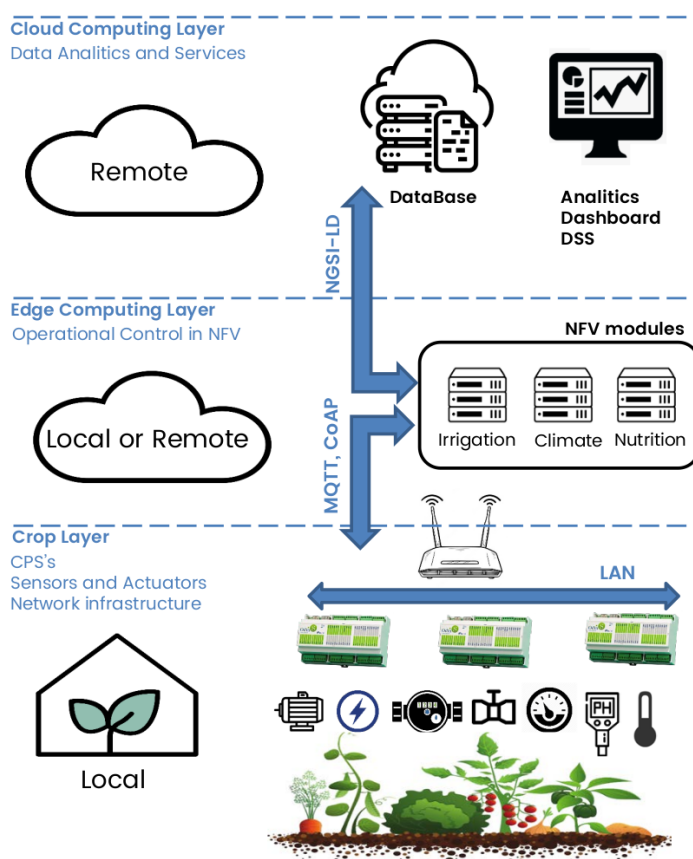 Cloud Computing Layer
Data Analitics and Services
Remote
DataBase
Analitics
Dashboard
DSS
NGSI-LD
Edge Computing Layer
Operational Control in NFV
NFV modules
Local or Remote
Irrigation
Climate
Nutrition
MQTT, CoAP
Crop Layer
CPS's
Sensors and Actuators
Network infrastructure
LAN
Local
PH